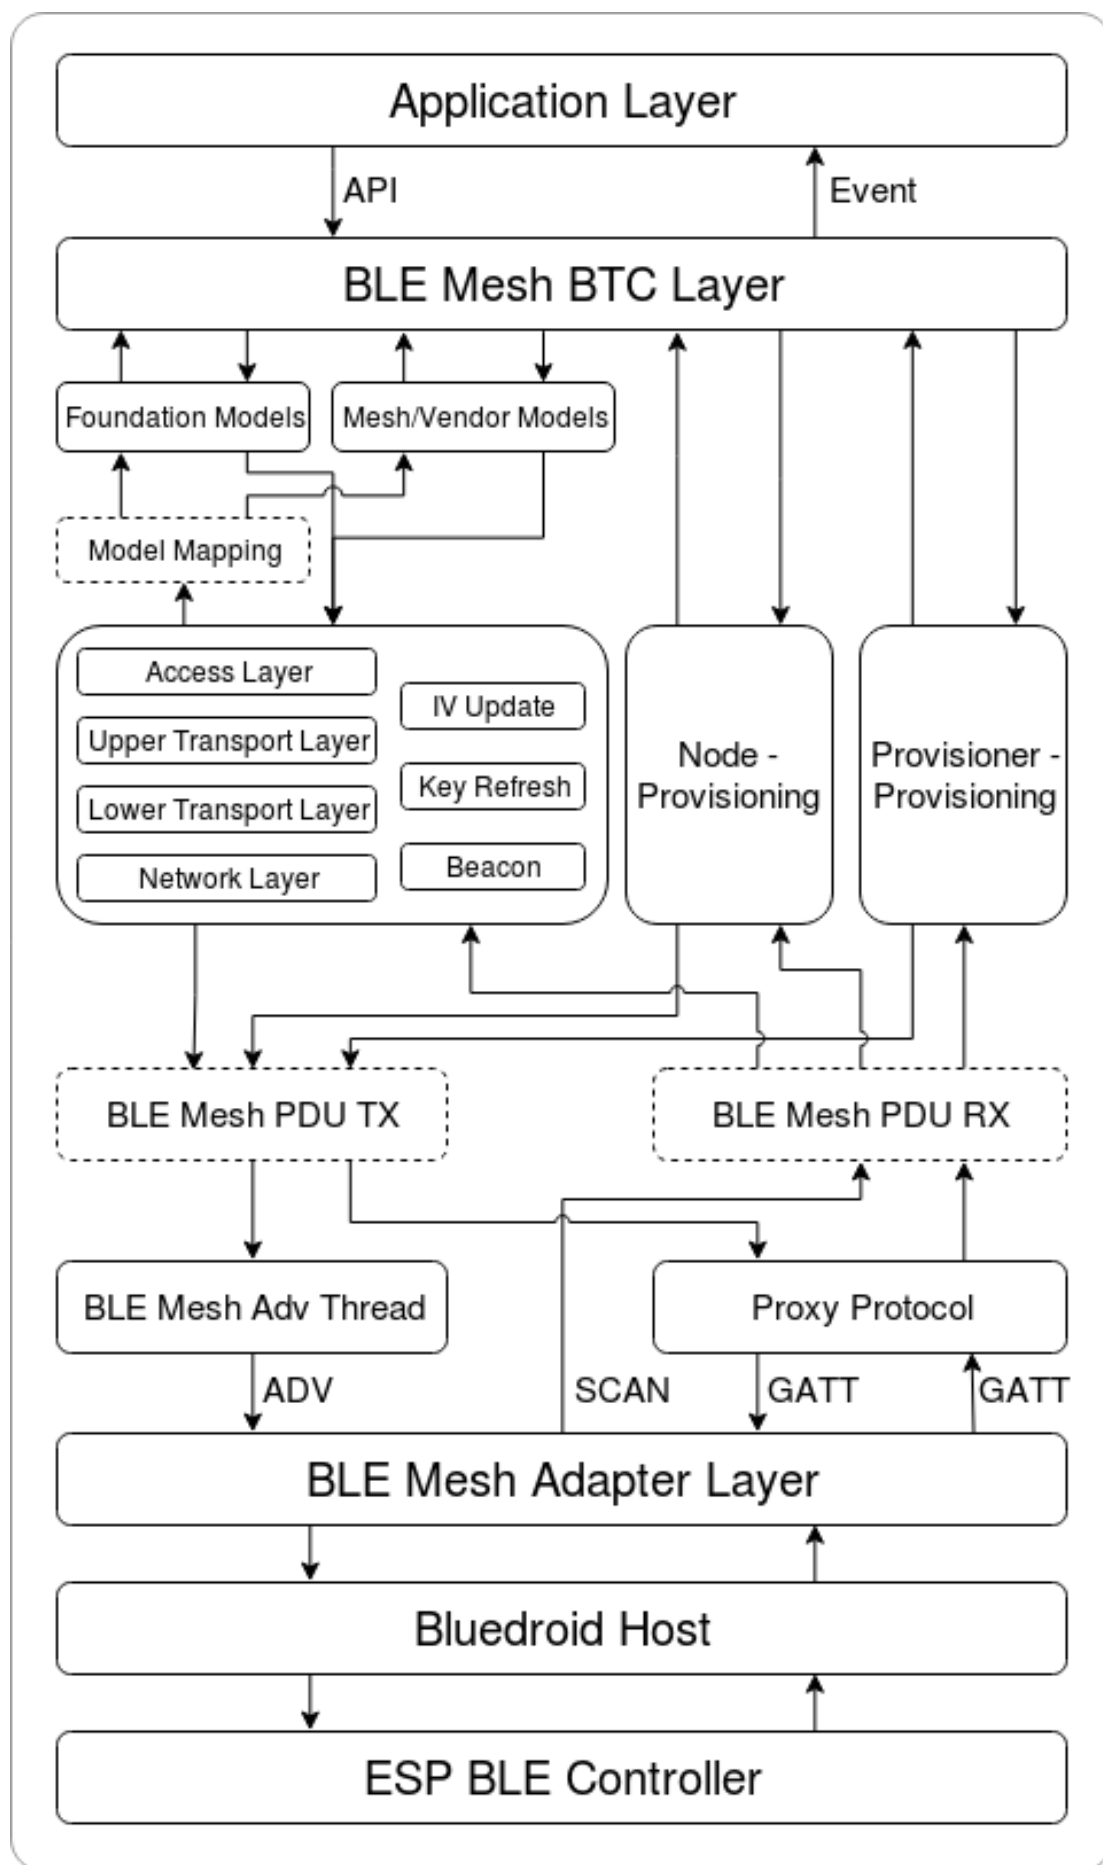 Application Layer
API
Event
BLE Mesh BTC Layer
Foundation Models
Mesh/Vendor Models
Model Mapping
Access Layer
Upper Transport Layer
Lower Transport Layer
Network Layer
IV Update
Key Refresh
Beacon
Node -
Provisioning
Provisioner -
Provisioning
BLE Mesh PDU TX
BLE Mesh PDU RX
BLE Mesh Adv Thread
Proxy Protocol
ADV
SCAN
GATT
GATT
BLE Mesh Adapter Layer
Bluedroid Host
ESP BLE Controller